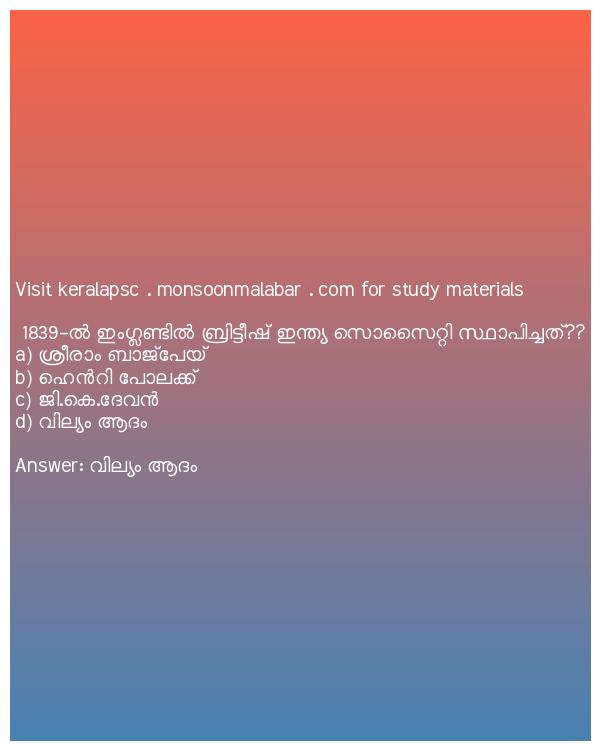 Visit keralapsc . monsoonmalabar . com for study materials
1839-ൽ ഇംഗ്ലണ്ടിൽ ബ്രിട്ടീഷ് ഇന്ത്യ സൊസൈറ്റി സ്ഥാപിച്ചത്??
a) ശ്രീരാം ബാജ്പേയ്
b) ഹെൻറി പോലക്ക്
c) ജി.കെ.ദേവൻ
d) വില്യം ആദം
Answer: വില്യം ആദം